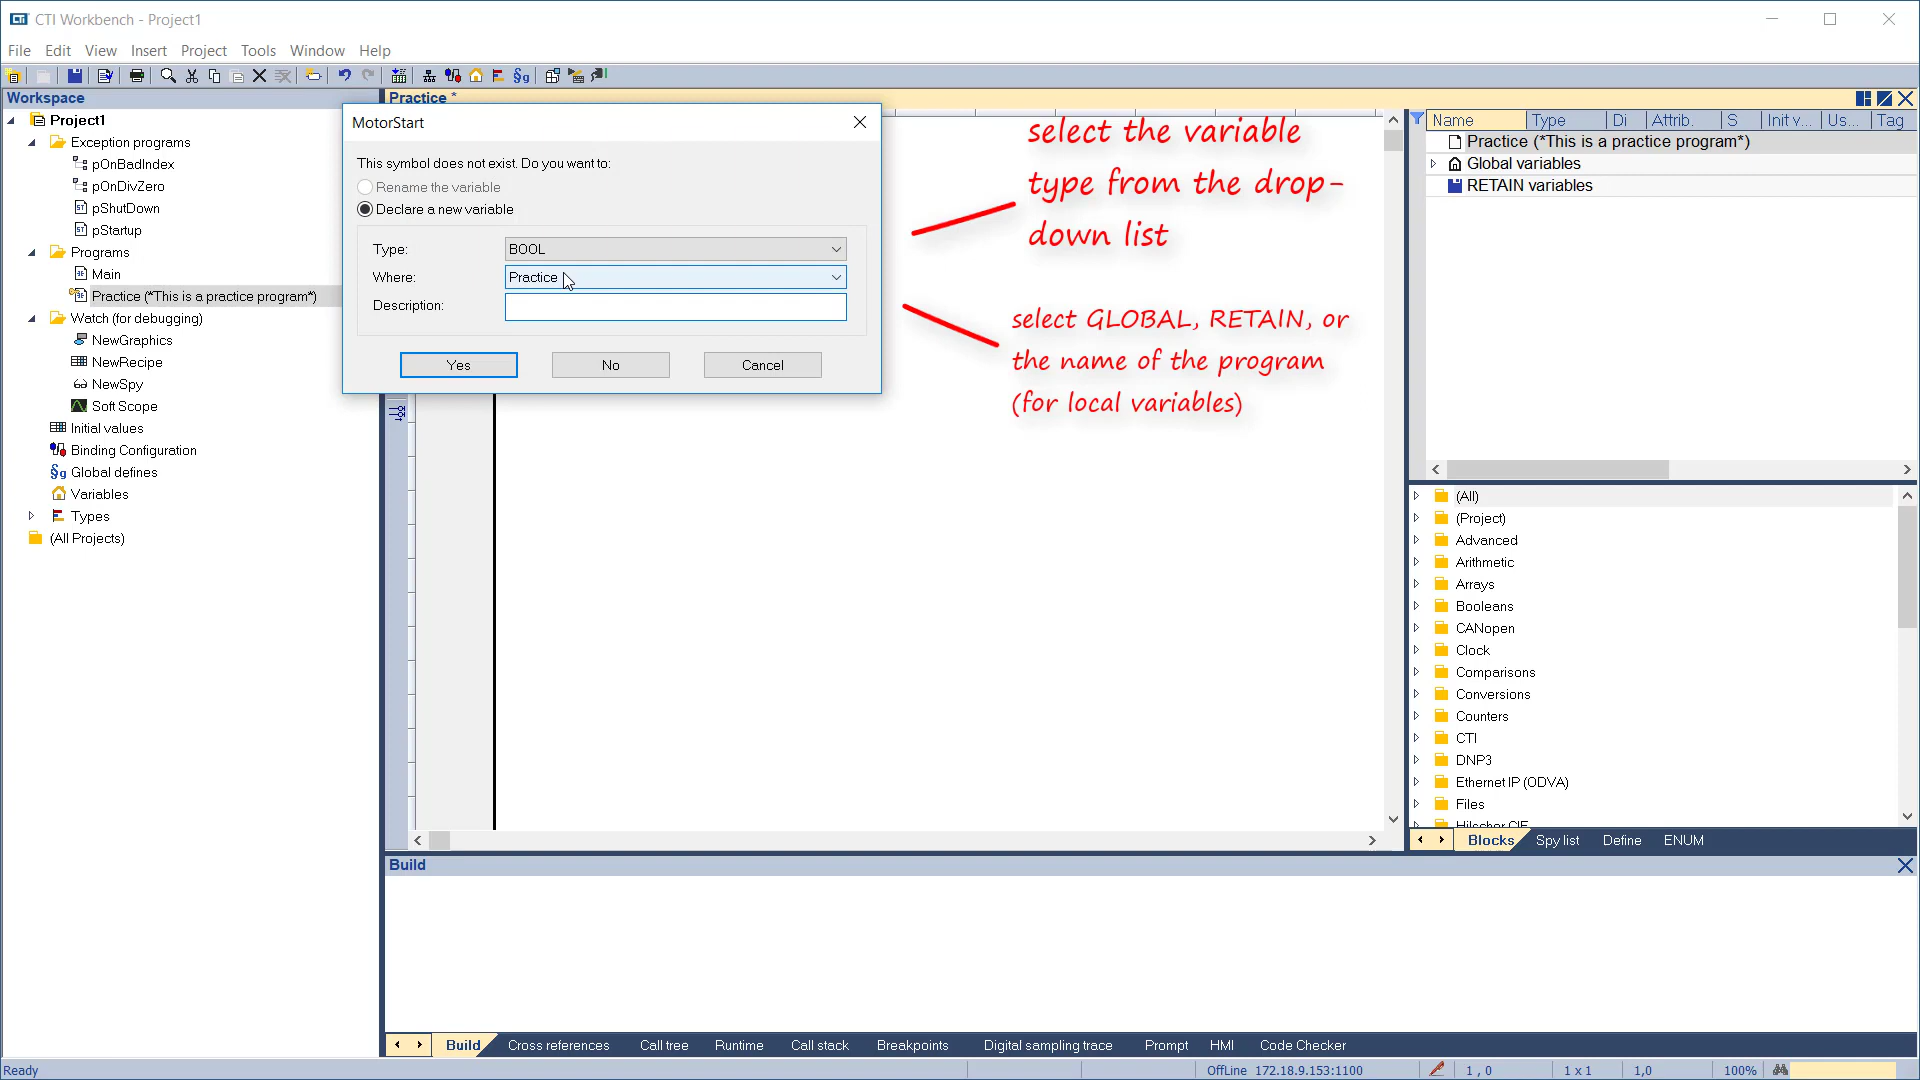 CTI Workbench - Project1
File Edit View Insert Project Tools Window Help
Workspace
Practice *
Project1
Exception programs
pOnBadIndex
pOnDivZero
pShutDown
pStartup
Programs
Main
Practice (*This is a practice program*)
Watch (for debugging)
NewGraphics
NewRecipe
NewSpy
Soft Scope
Initial values
Binding Configuration
Global defines
Variables
Types
(All Projects)
MotorStart
This symbol does not exist. Do you want to:
Rename the variable
Declare a new variable
Type: BOOL
Where: Practice
Description:
Yes No Cancel
select the variable
type from the drop-
down list
select GLOBAL, RETAIN, or
the name of the program
(for local variables)
Name Type Di Attrib. S Init v... Us... Tag
Practice (*This is a practice program*)
Global variables
RETAIN variables
(All)
(Project)
Advanced
Arithmetic
Arrays
Booleans
CANopen
Clock
Comparisons
Conversions
Counters
CTI
DNP3
Ethernet IP (ODVA)
Files
Hilscher CIF
Blocks Spy list Define ENUM
Build
Build Cross references Call tree Runtime Call stack Breakpoints Digital sampling trace Prompt HMI Code Checker
Ready OffLine 172.18.9.153:1100 1 , 0 1 x 1 1,0 100%